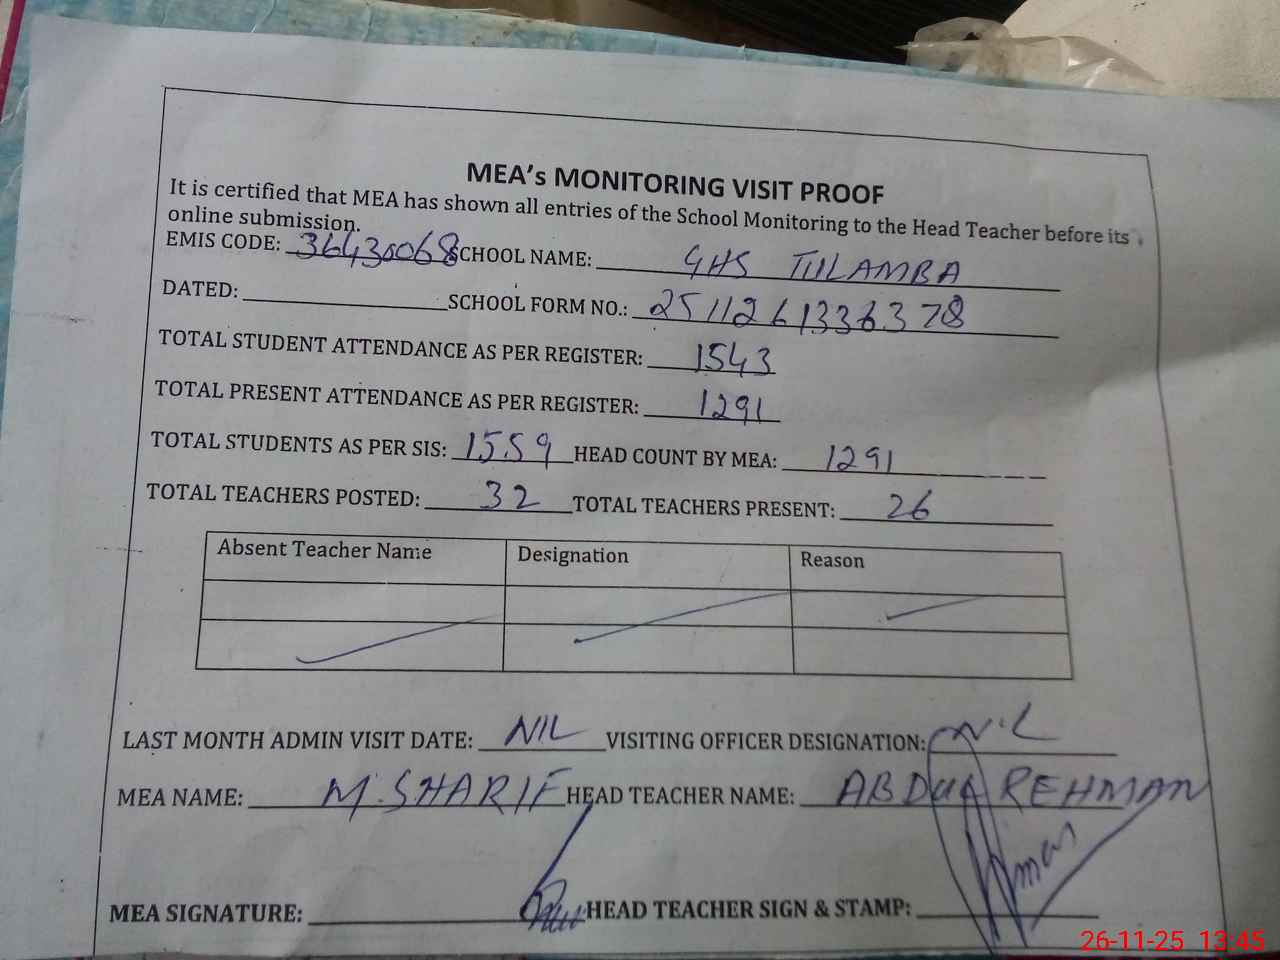 MEA's MONITORING VISIT PROOF
It is certified that MEA has shown all entries of the School Monitoring to the Head Teacher before its
online submission.
EMIS CODE: 36430068 SCHOOL NAME: GHS TULAMBA
DATED: SCHOOL FORM NO.: 2511261336378
TOTAL STUDENT ATTENDANCE AS PER REGISTER: 1543
TOTAL PRESENT ATTENDANCE AS PER REGISTER: 1291
TOTAL STUDENTS AS PER SIS: 1559 HEAD COUNT BY MEA: 1291
TOTAL TEACHERS POSTED: 32 TOTAL TEACHERS PRESENT: 26
Absent Teacher Name Designation Reason
LAST MONTH ADMIN VISIT DATE: NIL VISITING OFFICER DESIGNATION: NIL
MEA NAME: M. SHARIF HEAD TEACHER NAME: ABDUL REHMAN
MEA SIGNATURE: HEAD TEACHER SIGN & STAMP:
26-11-25 13:45